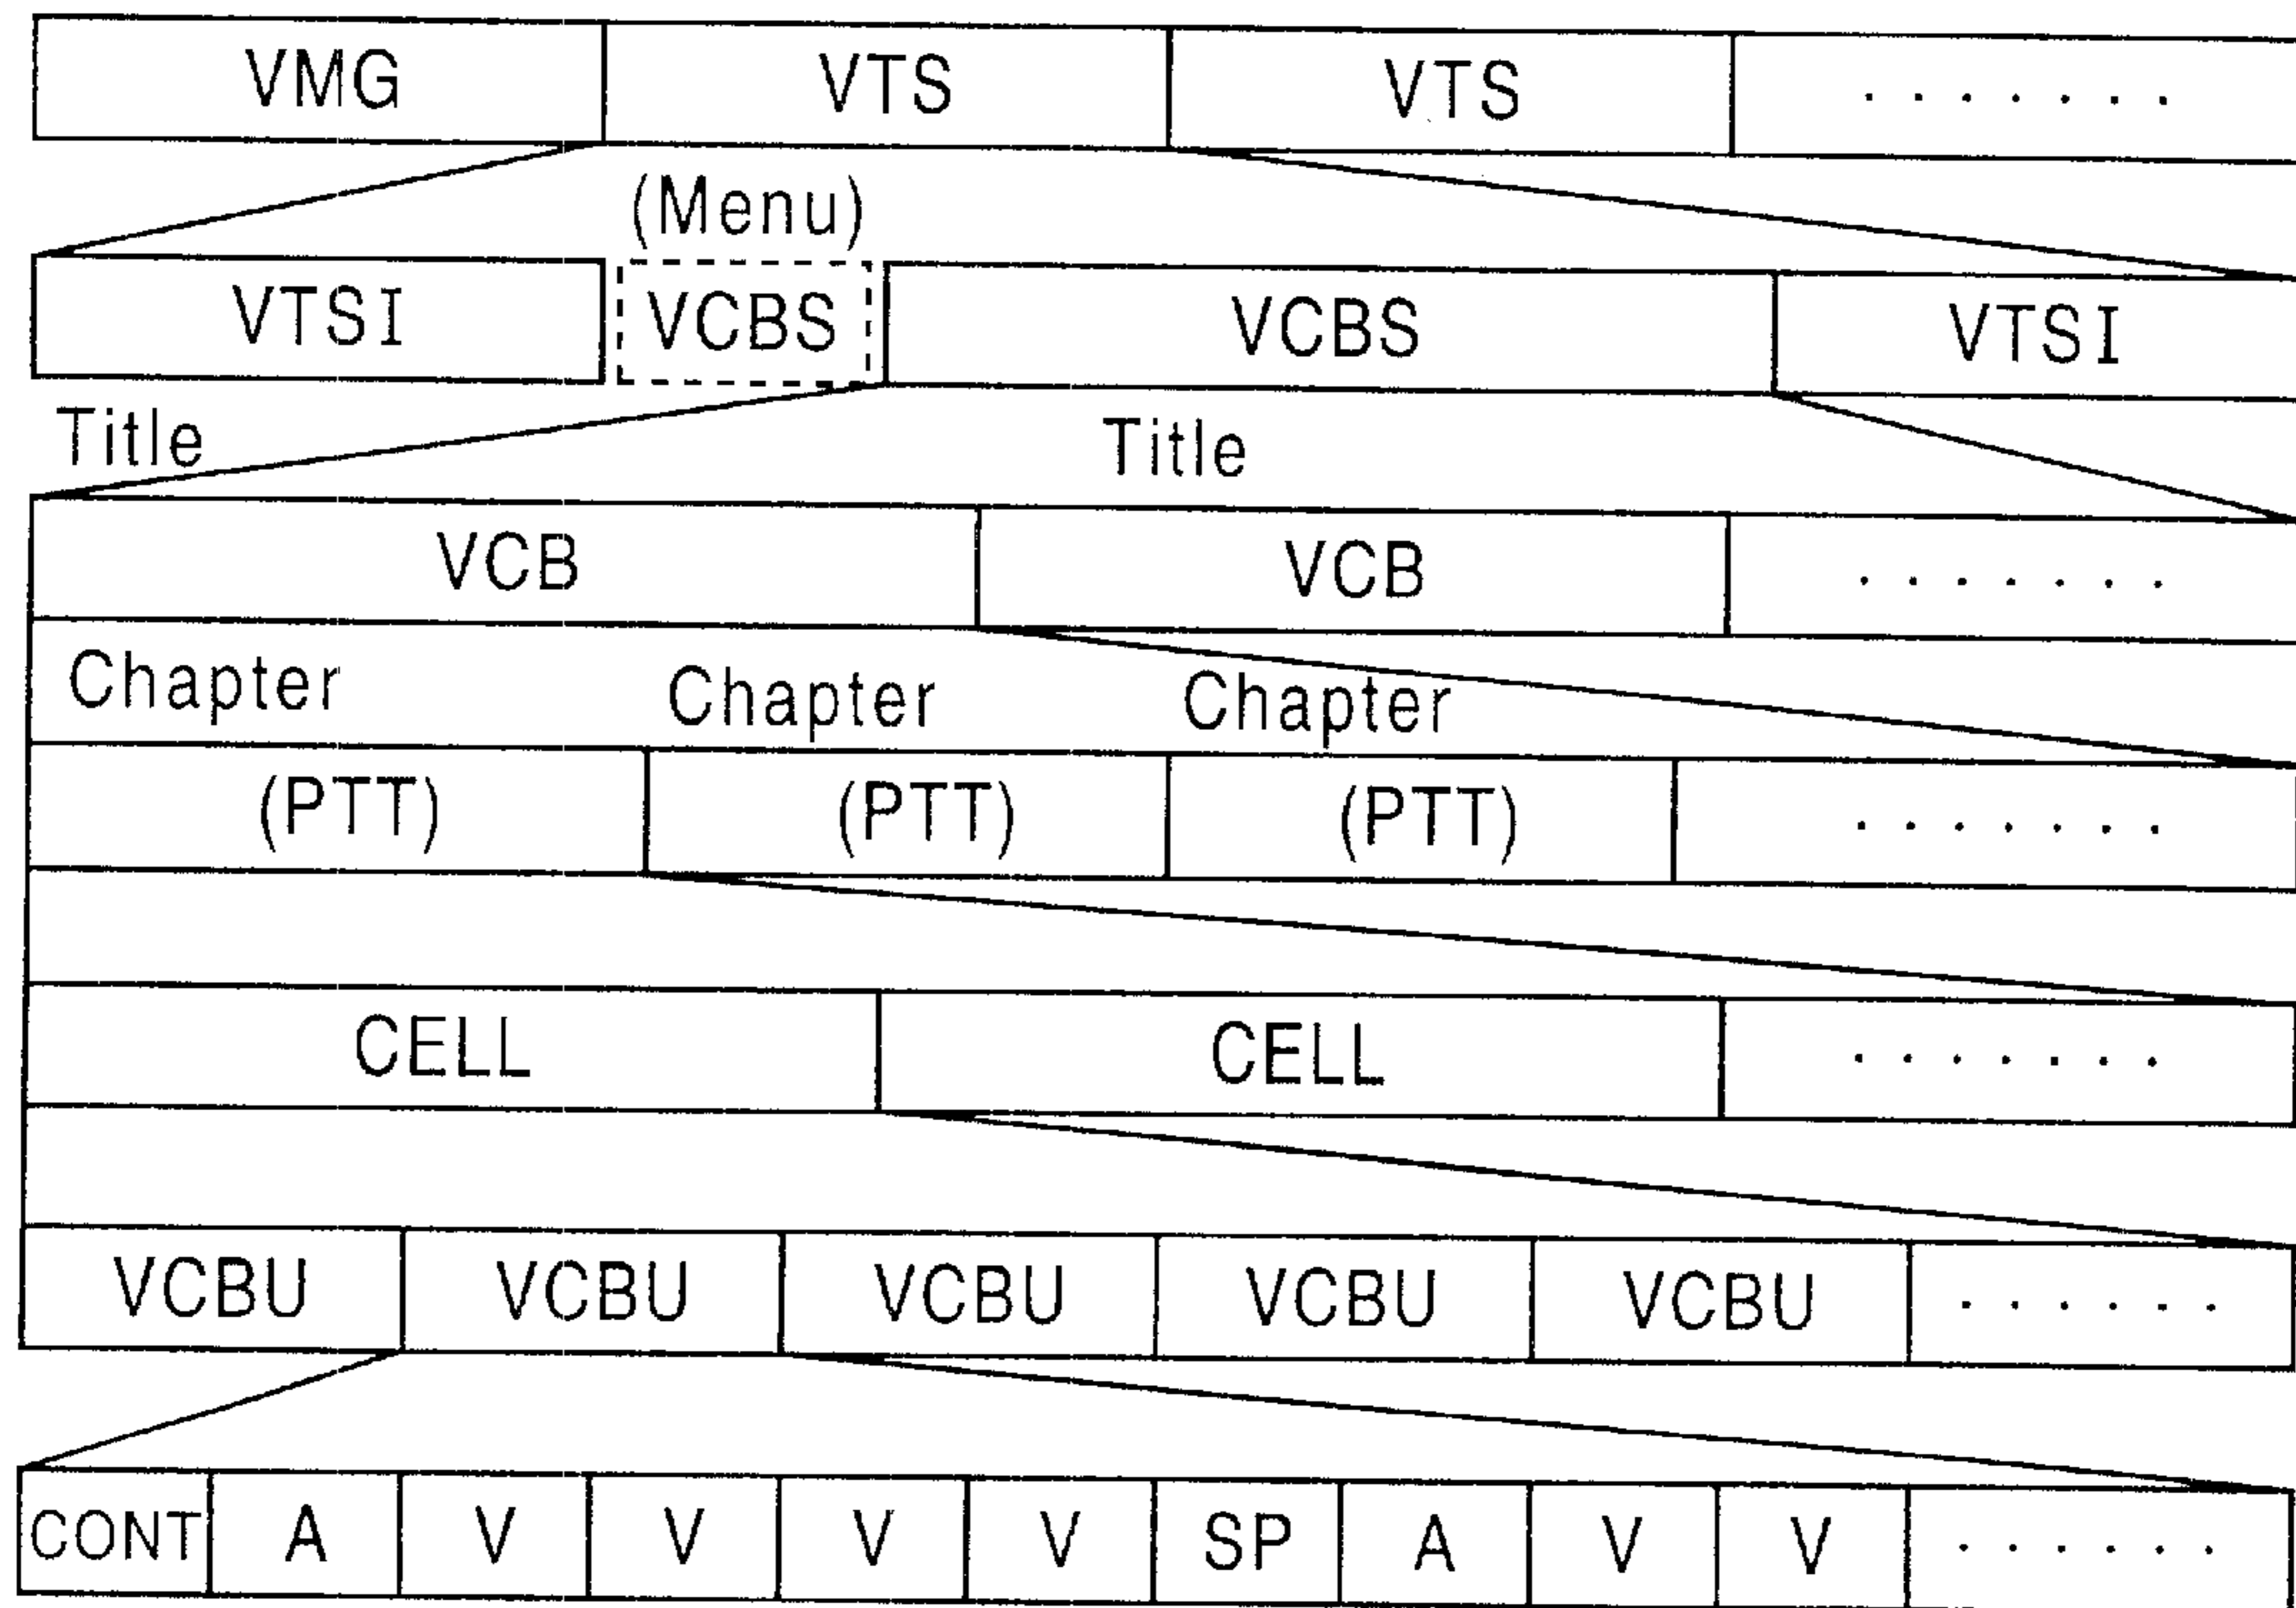 VMG VTS VTS .......
(Menu)
VTSI VCBS VCBS VTSI
Title Title
VCB VCB .......
Chapter Chapter Chapter
(PTT) (PTT) (PTT) .......
CELL CELL .......
VCBU VCBU VCBU VCBU VCBU ......
CONT A V V V V SP A V V ......